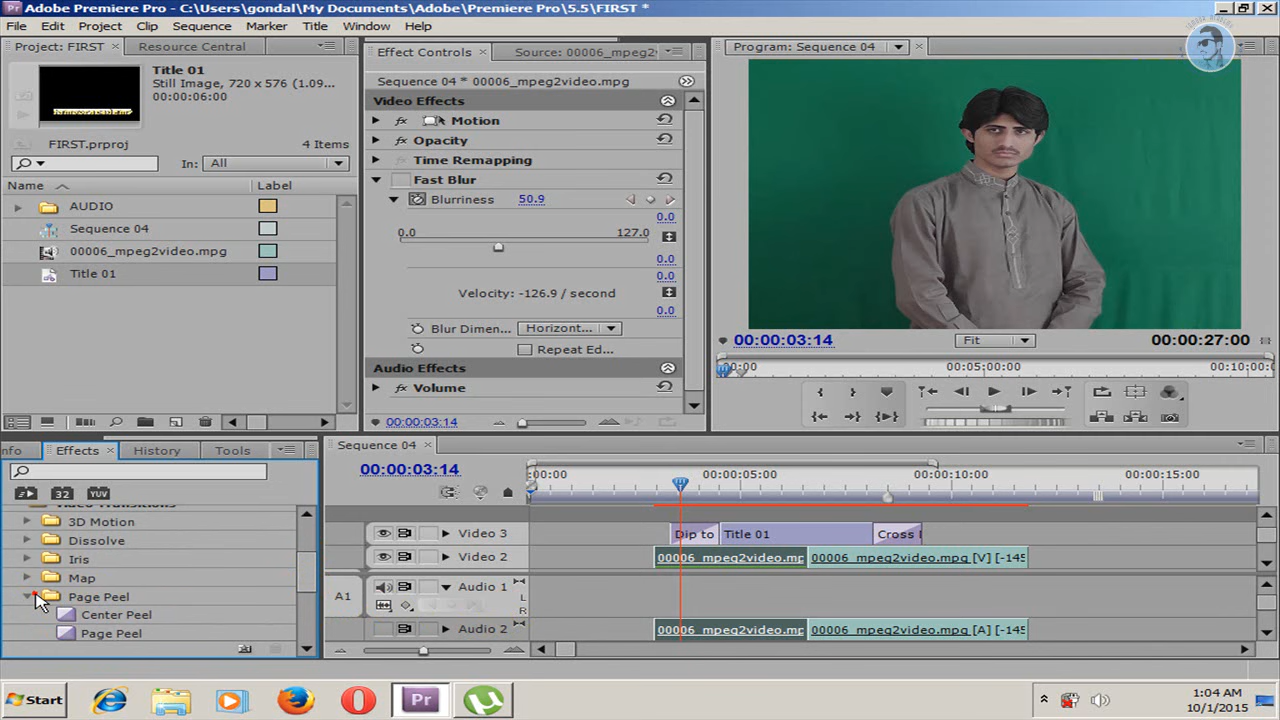 Adobe Premiere Pro - C:\Users\gondal\My Documents\Adobe\Premiere Pro\5.5\FIRST *
File Edit Project Clip Sequence Marker Title Window Help
Project: FIRST
Resource Central
Title 01
Still Image, 720 x 576 (1.09...
00:00:06:00
FIRST.prproj
4 Items
In: All
Name
Label
AUDIO
Sequence 04
00006_mpeg2video.mpg
Title 01
Effect Controls
Source: 00006_mpeg2
Sequence 04 * 00006_mpeg2video.mpg
Video Effects
fx Motion
fx Opacity
Time Remapping
Fast Blur
Blurriness 50.9
0.0
0.0 127.0
0.0
0.0
Velocity: -126.9 / second
0.0
Blur Dimen... Horizont...
Repeat Ed...
Audio Effects
fx Volume
00:00:03:14
Program: Sequence 04
00:00:03:14
Fit
00:00:27:00
00:00 00:05:00:00 00:10:00:
nfo
Effects
History
Tools
32
YUV
Video Transitions
3D Motion
Dissolve
Iris
Map
Page Peel
Center Peel
Page Peel
Sequence 04
00:00:03:14
:00:00 00:00:05:00 00:00:10:00 00:00:15:00
Video 3
Dip to Title 01 Cross
Video 2
00006_mpeg2video.mp 00006_mpeg2video.mpg [V] [-145
A1
Audio 1
L
R
Audio 2
00006_mpeg2video.mp 00006_mpeg2video.mpg [A] [-145
Start
Pr
1:04 AM
10/1/2015